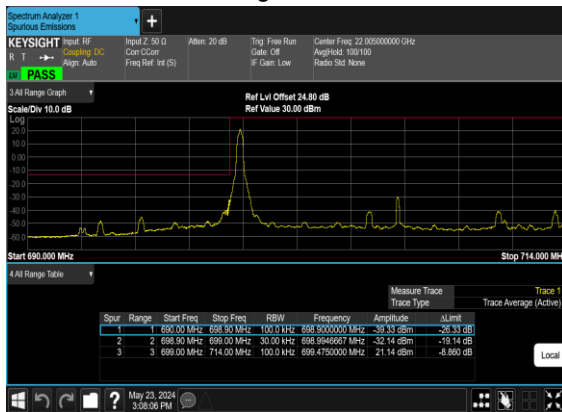 Spectrum Analyzer 1
Spurious Emissions
KEYSIGHT Input: RF Input Z: 50 Ω Atten: 20 dB Trig: Free Run Center Freq: 22.005000000 GHz
R T Coupling: DC Corr CCorr Gate: Off Avg|Hold: 100/100
Align: Auto Freq Ref: Int (S) IF Gain: Low Radio Std: None
PASS
3 All Range Graph
Ref Lvl Offset 24.80 dB
Scale/Div 10.0 dB Ref Value 30.00 dBm
Log
20.0
10.0
0.00
-10.0
-20.0
-30.0
-40.0
-50.0
-60.0
Start 690.000 MHz Stop 714.000 MH
4 All Range Table
Measure Trace Trace 1
Trace Type Trace Average (Active)
Spur Range Start Freq Stop Freq RBW Frequency Amplitude ΔLimit
1 1 690.00 MHz 698.90 MHz 100.0 kHz 698.9000000 MHz -39.33 dBm -26.33 dB
2 2 698.90 MHz 699.00 MHz 30.00 kHz 698.9946667 MHz -32.14 dBm -19.14 dB
3 3 699.00 MHz 714.00 MHz 100.0 kHz 699.4750000 MHz 21.14 dBm -8.860 dB
Local
? May 23, 2024
3:08:06 PM